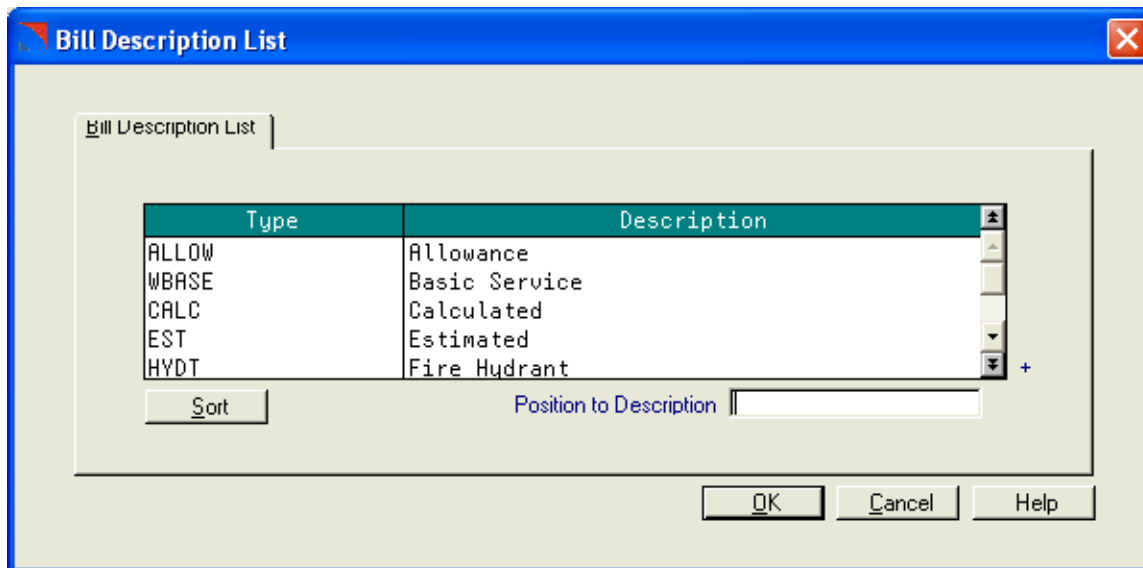 Bill Description List
Bill Description List
Type Description
ALLOW Allowance
WBASE Basic Service
CALC Calculated
EST Estimated
HYDT Fire Hydrant
+
Sort Position to Description
OK Cancel Help